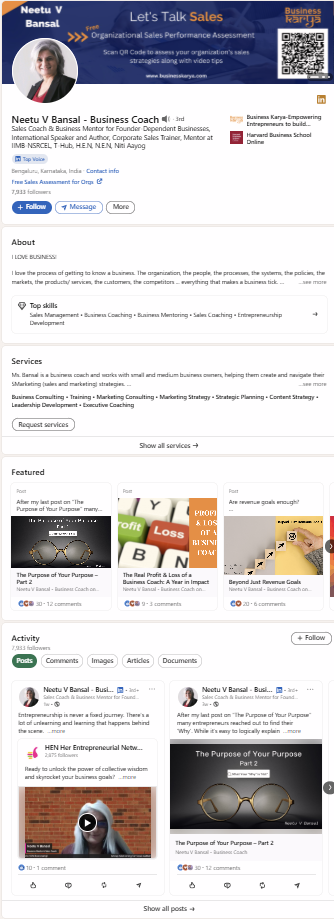 Neetu V
Bansal
Let's Talk Sales
Free
Organizational Sales Performance Assessment
Scan QR Code to assess your organization's sales
strategies along with video tips
www.businesskarya.com
Business
karya
Neetu V Bansal - Business Coach · 3rd
Sales Coach & Business Mentor for Founder Dependent Businesses,
International Speaker and Author, Corporate Sales Trainer, Mentor at
IIMB-NSRCEL, T-Hub, H.E.N, N.E.N, Niti Aayog
Top Voice
Bengaluru, Karnataka, India · Contact info
Free Sales Assessment for Orgs
7,933 followers
Business Karya-Empowering
Entrepreneurs to build...
Harvard Business School
Online
+ Follow
Message
More
About
I LOVE BUSINESS!
I love the process of getting to know a business. The organization, the people, the processes, the systems, the policies, the
markets, the products/ services, the customers, the competitors ... everything that makes a business tick. ...
...see more
Top skills
Sales Management • Business Coaching • Business Mentoring • Sales Coaching • Entrepreneurship
Development
Services
Ms. Bansal is a business coach and works with small and medium business owners, helping them create and navigate their
SMarketing (sales and marketing) strategies. ...
...see more
Business Consulting • Training • Marketing Consulting • Marketing Strategy • Strategic Planning • Content Strategy •
Leadership Development • Executive Coaching
Request services
Show all services →
Featured
Post
After my last post on "The
Purpose of Your Purpose" many...
The Purpose of Your Purpose
Part 2
The Purpose of Your Purpose –
Part 2
Neetu V Bansal - Business Coach on...
30 · 12 comments
Post
Profit
Loss
The Real Profit & Loss of a
Business Coach: A Year in Impact
Neetu V Bansal - Business Coach on...
9 · 3 comments
Post
Are revenue goals enough?
...
Beyond Just Revenue Goals
Neetu V Bansal - Business Coach on...
20 · 6 comments
Activity
7,933 followers
+ Follow
Posts
Comments
Images
Articles
Documents
Neetu V Bansal - Busi... · 3rd+
Sales Coach & Business Mentor for Found...
Entrepreneurship is never a fixed journey. There's a
lot of unlearning and learning that happens behind
the scene. ...more
HEN Her Entrepreneurial Netw...
Ready to unlock the power of collective wisdom
and skyrocket your business goals? ...more
10 · 1 comment
Neetu V Bansal - Busi... · 3rd+
Sales Coach & Business Mentor for Found...
After my last post on "The Purpose of Your Purpose" many
entrepreneurs reached out to find their
"Why". While it's easy to logically explain ...more
The Purpose of Your Purpose
Part 2
Neetu V Bansal
The Purpose of Your Purpose – Part 2
Neetu V Bansal - Business Coach
30 · 12 comments
Show all posts →